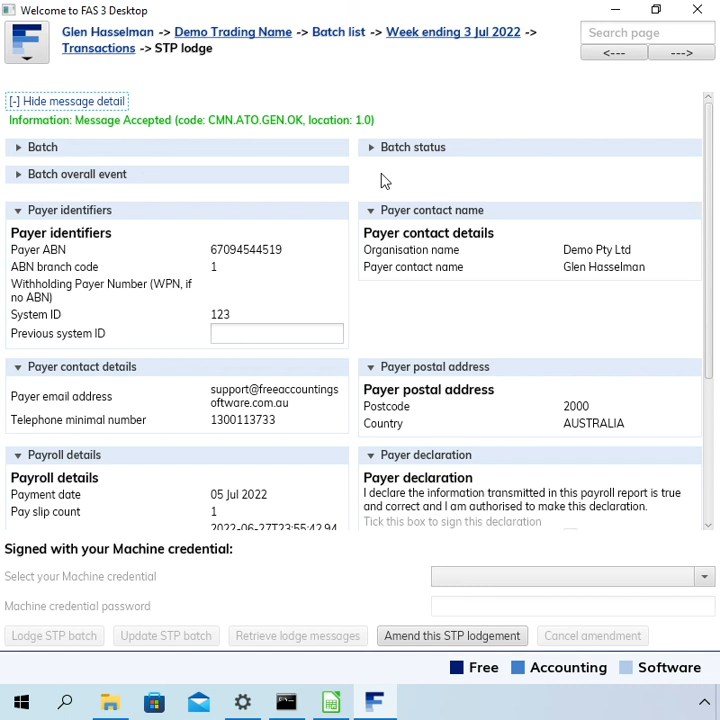 Welcome to FAS 3 Desktop
Glen Hasselman -> Demo Trading Name -> Batch list -> Week ending 3 Jul 2022 ->
Transactions -> STP lodge
Search page
<---
--->
[-] Hide message detail
Information: Message Accepted (code: CMN.ATO.GEN.OK, location: 1.0)
Batch
Batch status
Batch overall event
Payer identifiers
Payer identifiers
Payer ABN 67094544519
ABN branch code 1
Withholding Payer Number (WPN, if
no ABN)
System ID 123
Previous system ID
Payer contact name
Payer contact details
Organisation name Demo Pty Ltd
Payer contact name Glen Hasselman
Payer contact details
Payer email address support@freeaccountings
oftware.com.au
Telephone minimal number 1300113733
Payer postal address
Payer postal address
Postcode 2000
Country AUSTRALIA
Payroll details
Payroll details
Payment date 05 Jul 2022
Pay slip count 1
2022-06-27T23:55:42.94
Payer declaration
Payer declaration
I declare the information transmitted in this payroll report is true
and correct and I am authorised to make this declaration.
Tick this box to sign this declaration
Signed with your Machine credential:
Select your Machine credential
Machine credential password
Lodge STP batch
Update STP batch
Retrieve lodge messages
Amend this STP lodgement
Cancel amendment
Free Accounting Software